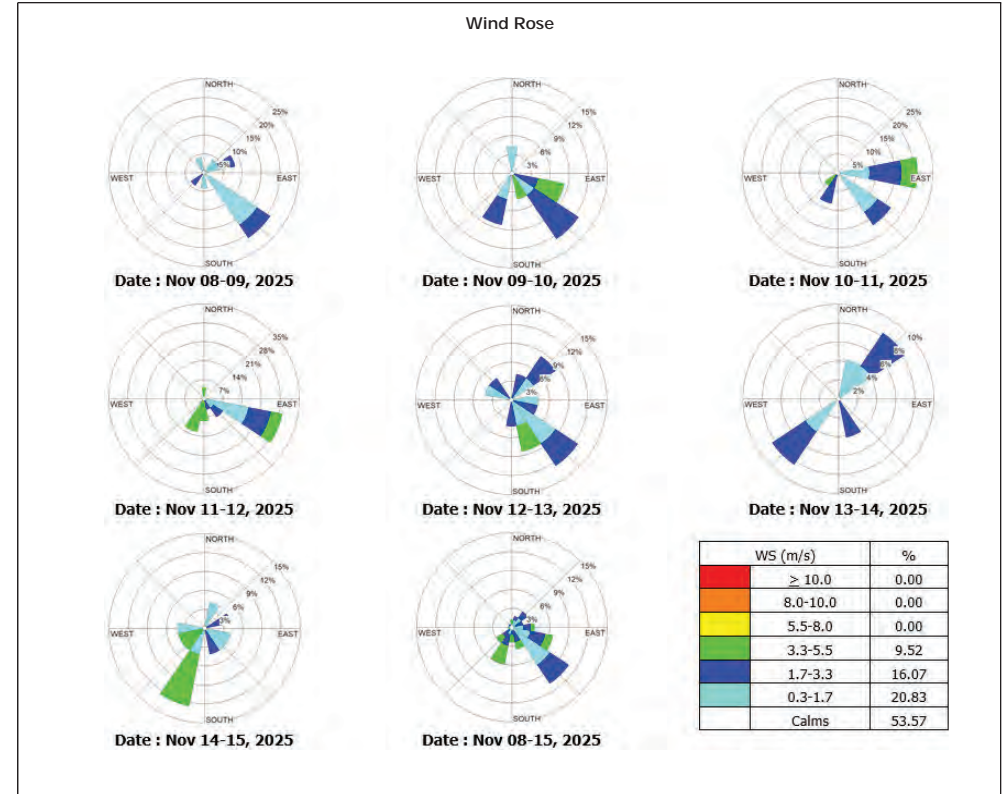 Wind Rose
NORTH
25%
20%
15%
10%
5%
WEST
EAST
SOUTH
Date : Nov 08-09, 2025
NORTH
15%
12%
9%
6%
3%
WEST
EAST
SOUTH
Date : Nov 09-10, 2025
NORTH
25%
20%
15%
10%
5%
WEST
EAST
SOUTH
Date : Nov 10-11, 2025
NORTH
35%
28%
21%
14%
7%
WEST
EAST
SOUTH
Date : Nov 11-12, 2025
NORTH
15%
12%
9%
6%
3%
WEST
EAST
SOUTH
Date : Nov 12-13, 2025
NORTH
10%
8%
6%
4%
2%
WEST
EAST
SOUTH
Date : Nov 13-14, 2025
NORTH
15%
12%
9%
6%
3%
WEST
EAST
SOUTH
Date : Nov 14-15, 2025
NORTH
15%
12%
9%
6%
3%
WEST
EAST
SOUTH
Date : Nov 08-15, 2025
WS (m/s) %
≥ 10.0 0.00
8.0-10.0 0.00
5.5-8.0 0.00
3.3-5.5 9.52
1.7-3.3 16.07
0.3-1.7 20.83
Calms 53.57